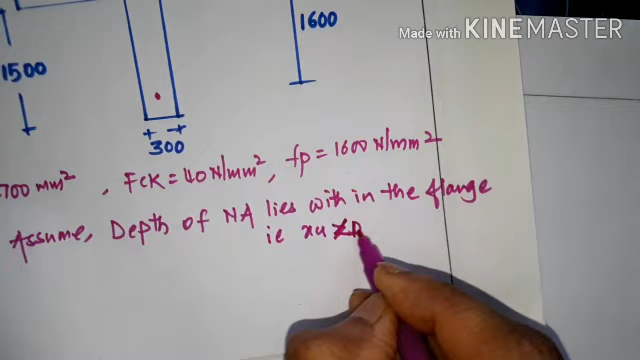 Made with KINEMASTER
1600
1500
300
700 mm², Fck = 40 N/mm², fp = 1600 N/mm²
Assume, Depth of NA lies with in the flange
ie xu